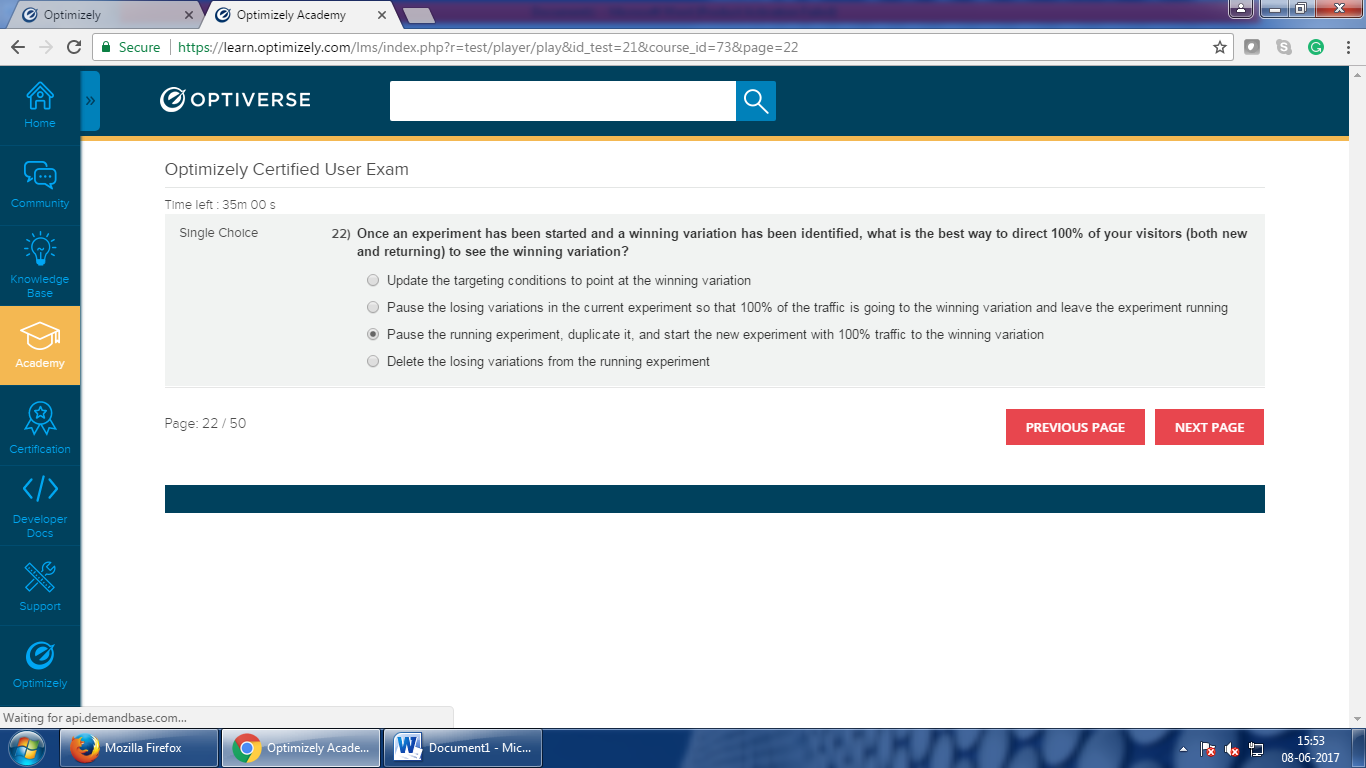 Optimizely
Optimizely Academy
Secure
https://learn.optimizely.com/lms/index.php?r=test/player/play&id_test=21&course_id=73&page=22
Home
Community
Knowledge
Base
Academy
Certification
Developer
Docs
Support
Optimizely
»
OPTIVERSE
Optimizely Certified User Exam
Time left : 35m 00 s
Single Choice
22) Once an experiment has been started and a winning variation has been identified, what is the best way to direct 100% of your visitors (both new
and returning) to see the winning variation?
Update the targeting conditions to point at the winning variation
Pause the losing variations in the current experiment so that 100% of the traffic is going to the winning variation and leave the experiment running
Pause the running experiment, duplicate it, and start the new experiment with 100% traffic to the winning variation
Delete the losing variations from the running experiment
Page: 22 / 50
PREVIOUS PAGE
NEXT PAGE
Waiting for api.demandbase.com...
Mozilla Firefox
Optimizely Acade...
Document1 - Mic...
15:53
08-06-2017